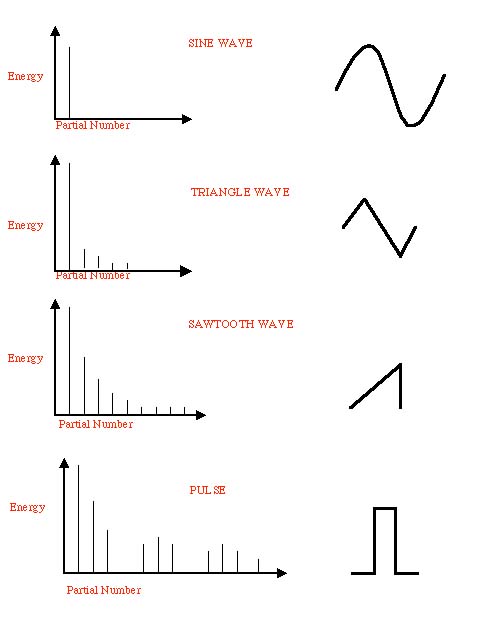 SINE WAVE
Energy
Partial Number
TRIANGLE WAVE
Energy
Partial Number
SAWTOOTH WAVE
Energy
Partial Number
PULSE
Energy
Partial Number